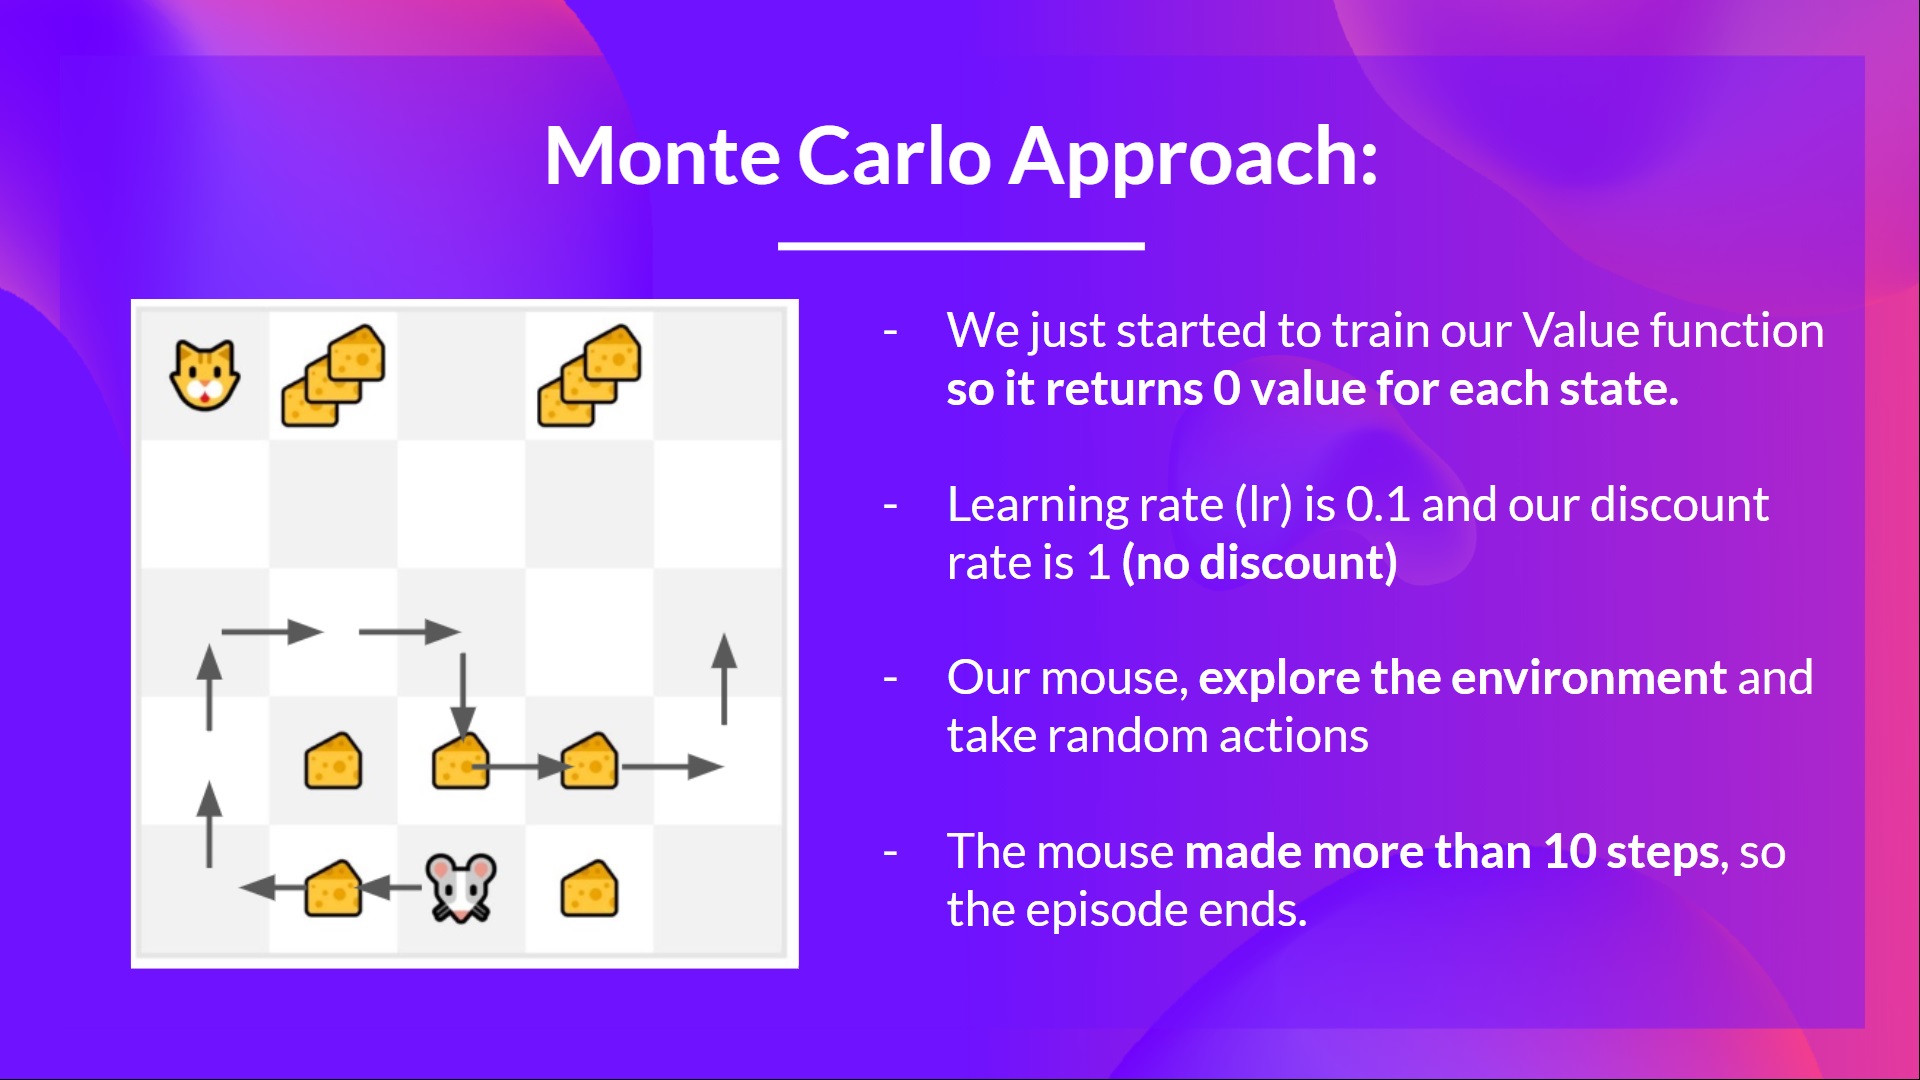 Monte Carlo Approach:
- We just started to train our Value function
so it returns 0 value for each state.
- Learning rate (lr) is 0.1 and our discount
rate is 1 (no discount)
- Our mouse, explore the environment and
take random actions
- The mouse made more than 10 steps, so
the episode ends.